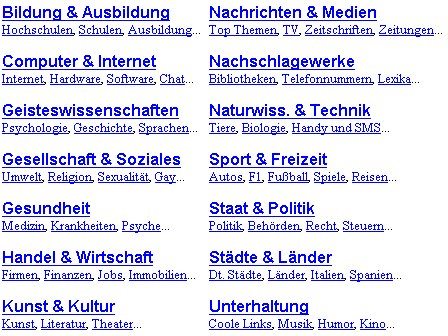 Bildung & Ausbildung
Hochschulen, Schulen, Ausbildung...
Computer & Internet
Internet, Hardware, Software, Chat...
Geisteswissenschaften
Psychologie, Geschichte, Sprachen...
Gesellschaft & Soziales
Umwelt, Religion, Sexualität, Gay...
Gesundheit
Medizin, Krankheiten, Psyche...
Handel & Wirtschaft
Firmen, Finanzen, Jobs, Immobilien...
Kunst & Kultur
Kunst, Literatur, Theater...
Nachrichten & Medien
Top Themen, TV, Zeitschriften, Zeitungen...
Nachschlagewerke
Bibliotheken, Telefonnummern, Lexika...
Naturwiss. & Technik
Tiere, Biologie, Handy und SMS...
Sport & Freizeit
Autos, F1, Fußball, Spiele, Reisen...
Staat & Politik
Politik, Behörden, Recht, Steuern...
Städte & Länder
Dt. Städte, Länder, Italien, Spanien...
Unterhaltung
Coole Links, Musik, Humor, Kino...